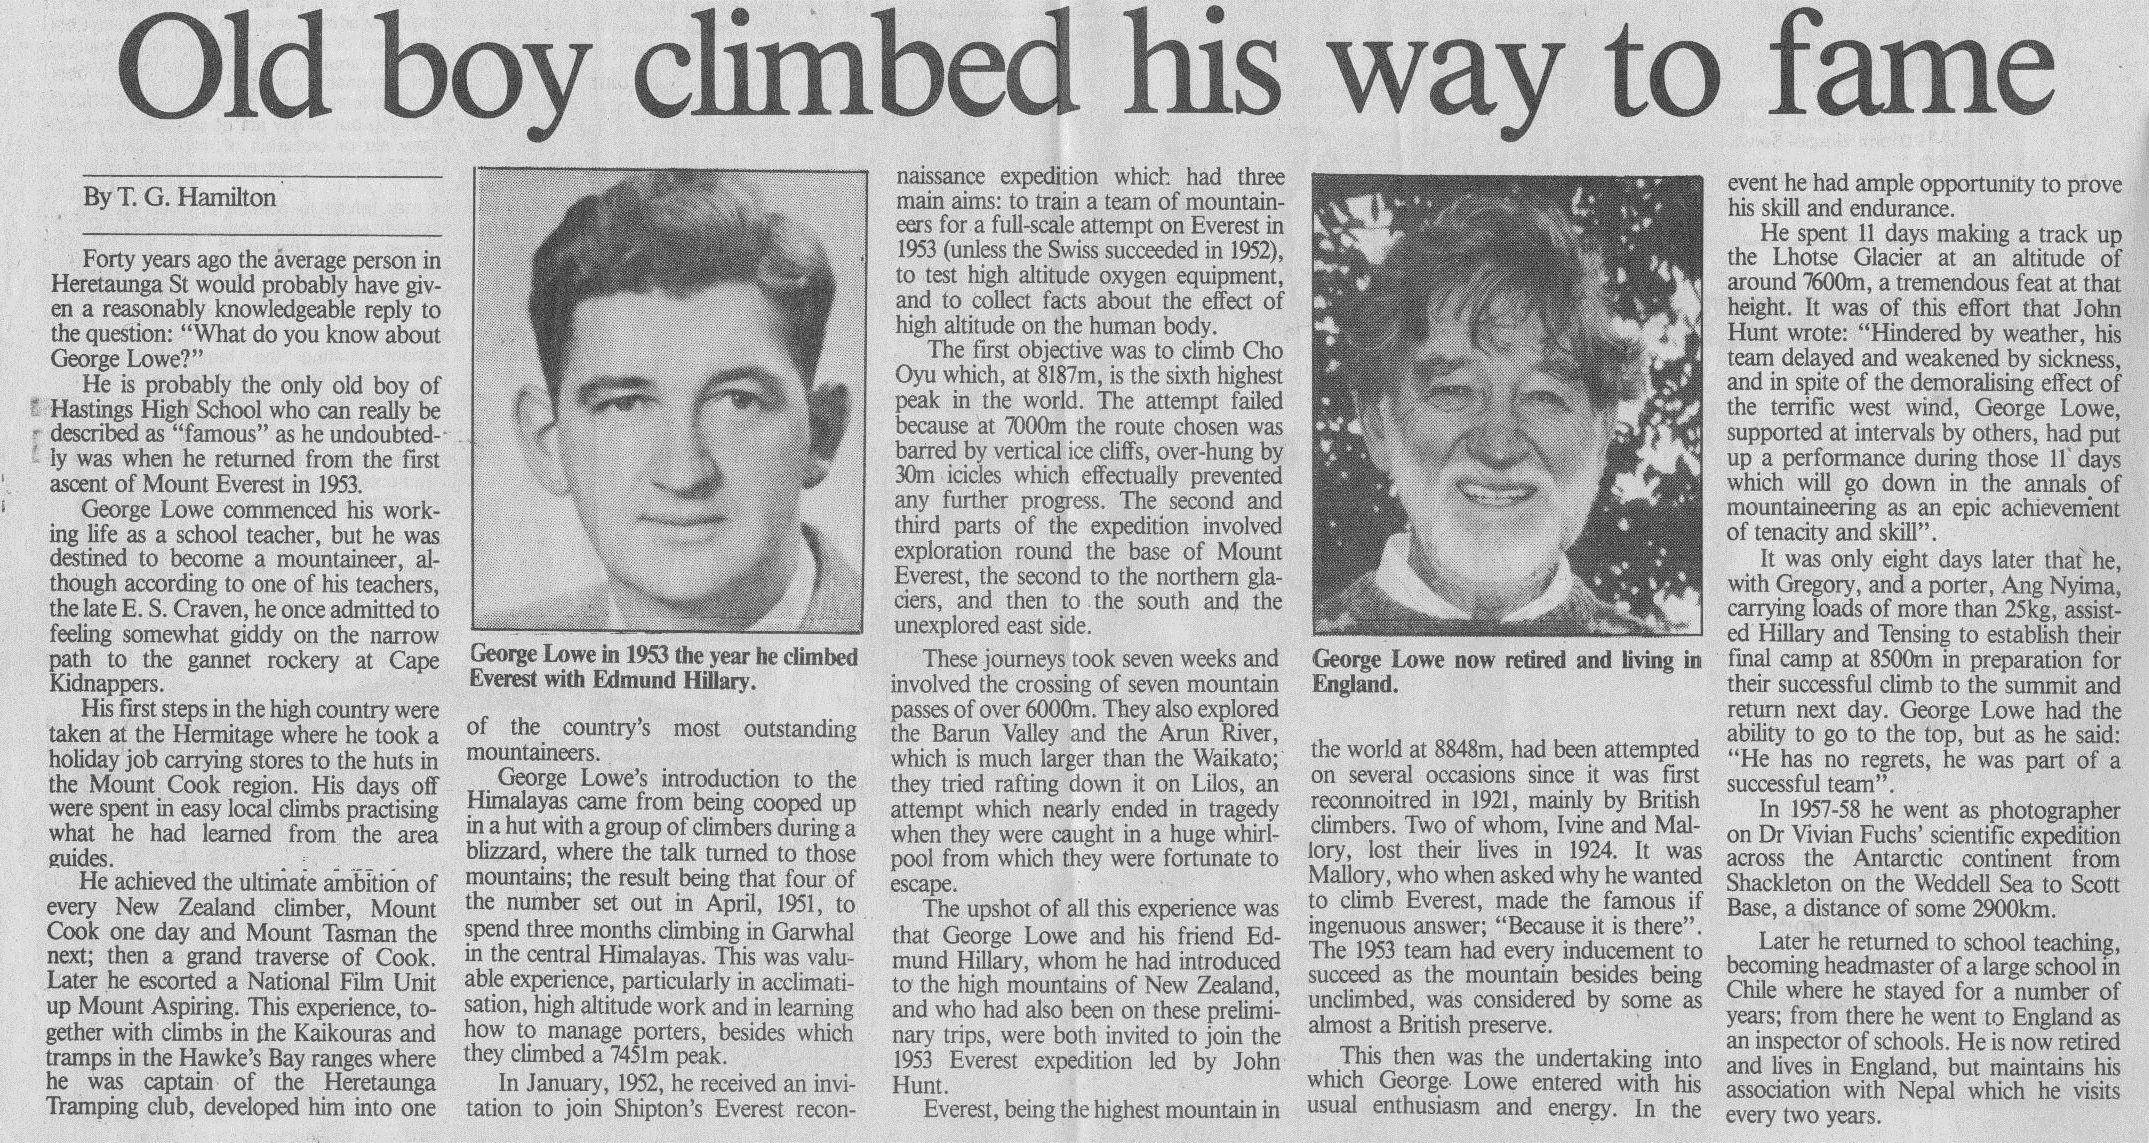 Old boy climbed his way to fame
By T. G. Hamilton
Forty years ago the average person in
Heretaunga St would probably have giv-
en a reasonably knowledgeable reply to
the question: “What do you know about
George Lowe?”
He is probably the only old boy of
Hastings High School who can really be
described as “famous” as he undoubted-
ly was when he returned from the first
ascent of Mount Everest in 1953.
George Lowe commenced his work-
ing life as a school teacher, but he was
destined to become a mountaineer, al-
though according to one of his teachers,
the late E. S. Craven, he once admitted to
feeling somewhat giddy on the narrow
path to the gannet rockery at Cape
Kidnappers.
His first steps in the high country were
taken at the Hermitage where he took a
holiday job carrying stores to the huts in
the Mount Cook region. His days off
were spent in easy local climbs practising
what he had learned from the area
guides.
He achieved the ultimate ambition of
every New Zealand climber, Mount
Cook one day and Mount Tasman the
next; then a grand traverse of Cook.
Later he escorted a National Film Unit
up Mount Aspiring. This experience, to-
gether with climbs in the Kaikouras and
tramps in the Hawke’s Bay ranges where
he was captain of the Heretaunga
Tramping club, developed him into one
George Lowe in 1953 the year he climbed
Everest with Edmund Hillary.
of the country’s most outstanding
mountaineers.
George Lowe’s introduction to the
Himalayas came from being cooped up
in a hut with a group of climbers during a
blizzard, where the talk turned to those
mountains; the result being that four of
the number set out in April, 1951, to
spend three months climbing in Garwhal
in the central Himalayas. This was valu-
able experience, particularly in acclimati-
sation, high altitude work and in learning
how to manage porters, besides which
they climbed a 7451m peak.
In January, 1952, he received an invi-
tation to join Shipton’s Everest recon-
naissance expedition which had three
main aims: to train a team of mountain-
eers for a full-scale attempt on Everest in
1953 (unless the Swiss succeeded in 1952),
to test high altitude oxygen equipment,
and to collect facts about the effect of
high altitude on the human body.
The first objective was to climb Cho
Oyu which, at 8187m, is the sixth highest
peak in the world. The attempt failed
because at 7000m the route chosen was
barred by vertical ice cliffs, over-hung by
30m icicles which effectually prevented
any further progress. The second and
third parts of the expedition involved
exploration round the base of Mount
Everest, the second to the northern gla-
ciers, and then to the south and the
unexplored east side.
These journeys took seven weeks and
involved the crossing of seven mountain
passes of over 6000m. They also explored
the Barun Valley and the Arun River,
which is much larger than the Waikato;
they tried rafting down it on Lilos, an
attempt which nearly ended in tragedy
when they were caught in a huge whirl-
pool from which they were fortunate to
escape.
The upshot of all this experience was
that George Lowe and his friend Ed-
mund Hillary, whom he had introduced
to the high mountains of New Zealand,
and who had also been on these prelimi-
nary trips, were both invited to join the
1953 Everest expedition led by John
Hunt.
Everest, being the highest mountain in
George Lowe now retired and living in
England.
the world at 8848m, had been attempted
on several occasions since it was first
reconnoitred in 1921, mainly by British
climbers. Two of whom, Ivine and Mal-
lory, lost their lives in 1924. It was
Mallory, who when asked why he wanted
to climb Everest, made the famous if
ingenuous answer; “Because it is there”.
The 1953 team had every inducement to
succeed as the mountain besides being
unclimbed, was considered by some as
almost a British preserve.
This then was the undertaking into
which George Lowe entered with his
usual enthusiasm and energy. In the
event he had ample opportunity to prove
his skill and endurance.
He spent 11 days making a track up
the Lhotse Glacier at an altitude of
around 7600m, a tremendous feat at that
height. It was of this effort that John
Hunt wrote: “Hindered by weather, his
team delayed and weakened by sickness,
and in spite of the demoralising effect of
the terrific west wind, George Lowe,
supported at intervals by others, had put
up a performance during those 11 days
which will go down in the annals of
mountaineering as an epic achievement
of tenacity and skill”.
It was only eight days later that he,
with Gregory, and a porter, Ang Nyima,
carrying loads of more than 25kg, assist-
ed Hillary and Tensing to establish their
final camp at 8500m in preparation for
their successful climb to the summit and
return next day. George Lowe had the
ability to go to the top, but as he said:
“He has no regrets, he was part of a
successful team”.
In 1957-58 he went as photographer
on Dr Vivian Fuchs’ scientific expedition
across the Antarctic continent from
Shackleton on the Weddell Sea to Scott
Base, a distance of some 2900km.
Later he returned to school teaching,
becoming headmaster of a large school in
Chile where he stayed for a number of
years; from there he went to England as
an inspector of schools. He is now retired
and lives in England, but maintains his
association with Nepal which he visits
every two years.